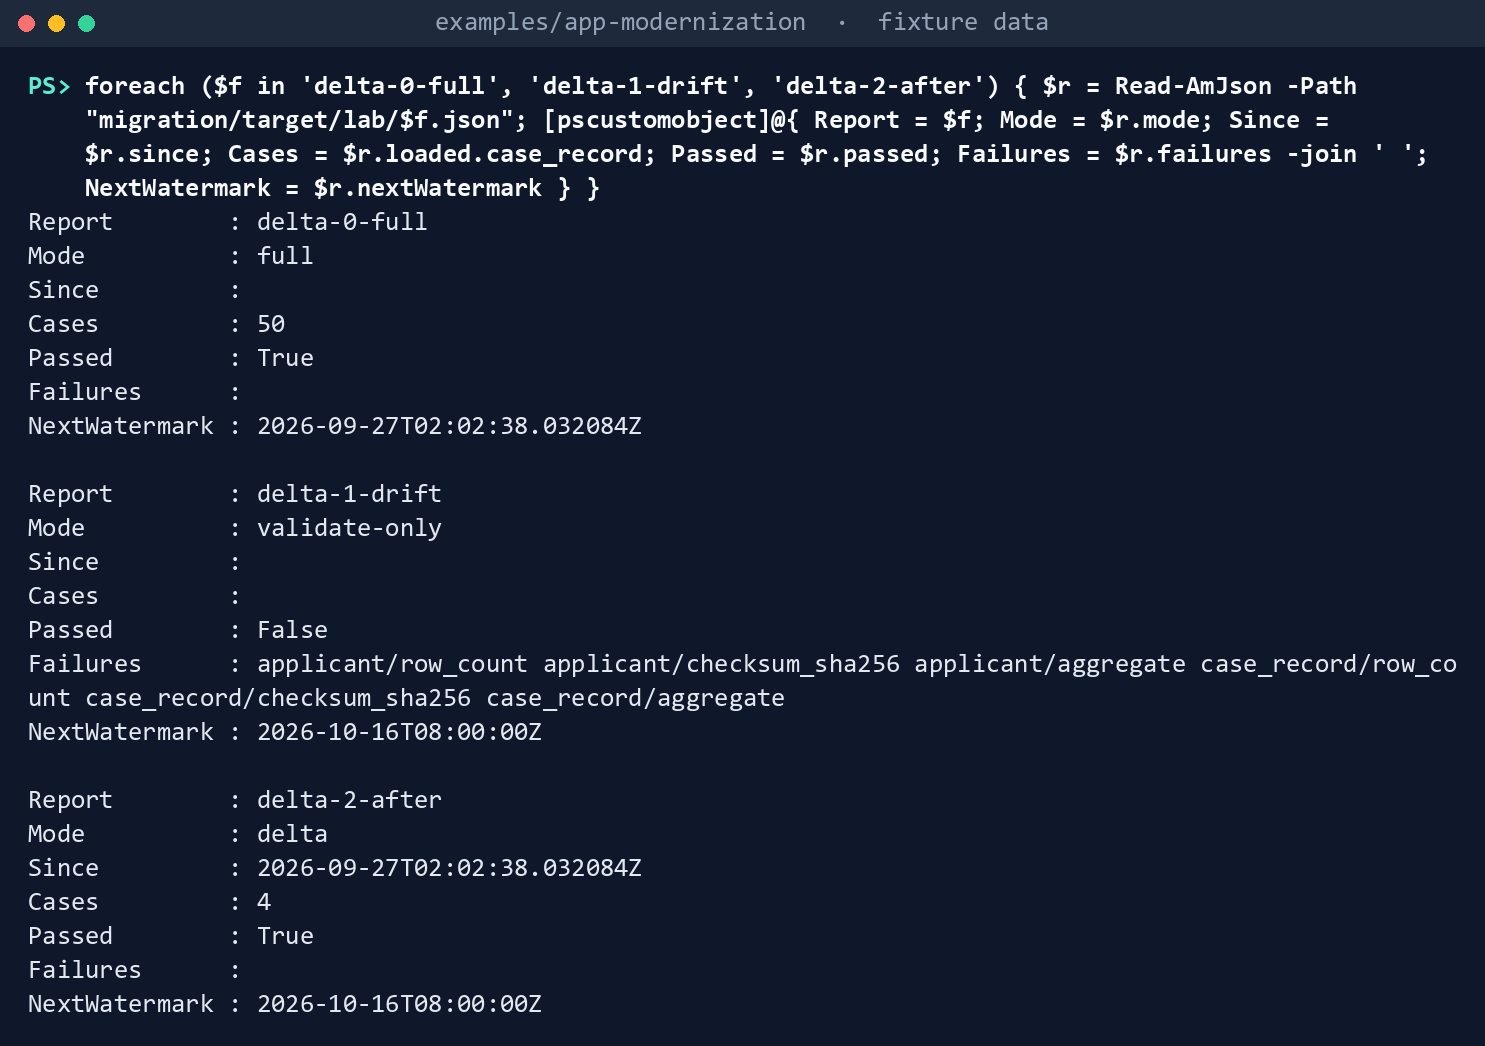 examples/app-modernization · fixture data
PS> foreach ($f in 'delta-0-full', 'delta-1-drift', 'delta-2-after') { $r = Read-AmJson -Path
"migration/target/lab/$f.json"; [pscustomobject]@{ Report = $f; Mode = $r.mode; Since =
$r.since; Cases = $r.loaded.case_record; Passed = $r.passed; Failures = $r.failures -join ' ';
NextWatermark = $r.nextWatermark } }
Report        : delta-0-full
Mode          : full
Since         :
Cases         : 50
Passed        : True
Failures      :
NextWatermark : 2026-09-27T02:02:38.032084Z

Report        : delta-1-drift
Mode          : validate-only
Since         :
Cases         :
Passed        : False
Failures      : applicant/row_count applicant/checksum_sha256 applicant/aggregate case_record/row_co
unt case_record/checksum_sha256 case_record/aggregate
NextWatermark : 2026-10-16T08:00:00Z

Report        : delta-2-after
Mode          : delta
Since         : 2026-09-27T02:02:38.032084Z
Cases         : 4
Passed        : True
Failures      :
NextWatermark : 2026-10-16T08:00:00Z